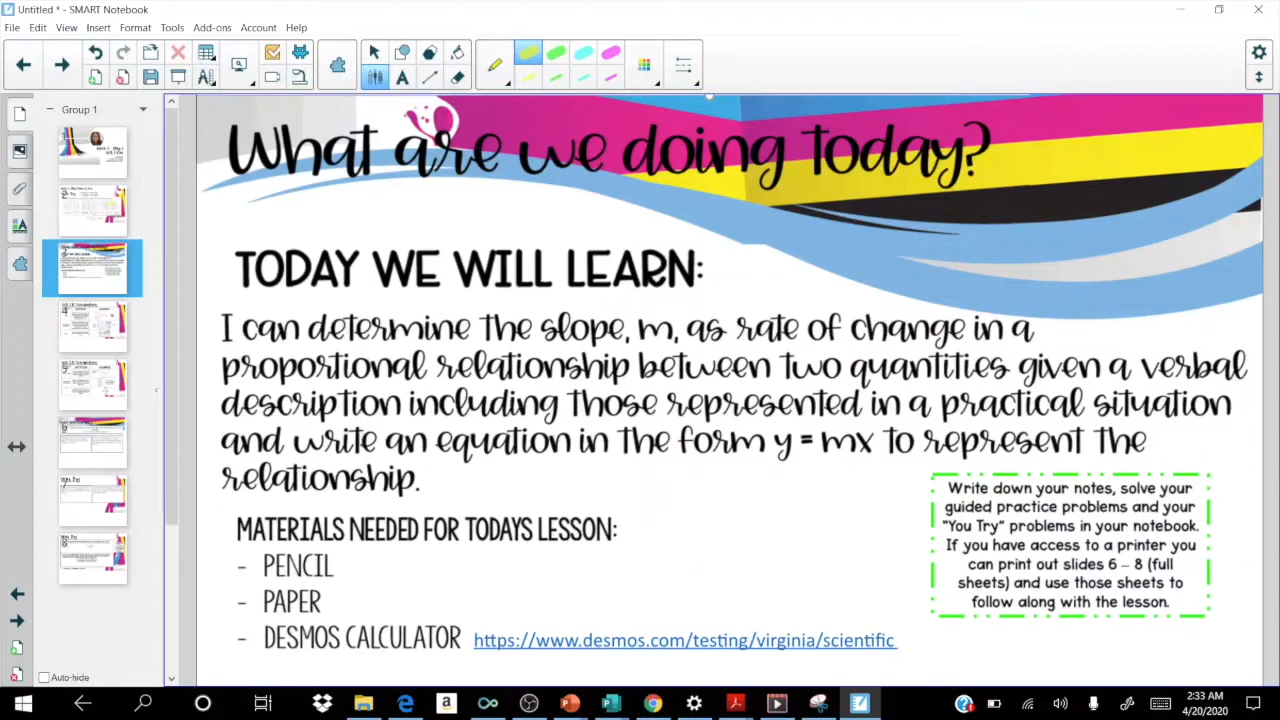 Untitled * - SMART Notebook
File Edit View Insert Format Tools Add-ons Account Help
Group 1
What are we doing today?
TODAY WE WILL LEARN:
I can determine the slope, m, as rate of change in a
proportional relationship between two quantities given a verbal
description including those represented in a practical situation
and write an equation in the form y = mx to represent the
relationship.
Write down your notes, solve your
guided practice problems and your
"You Try" problems in your notebook.
If you have access to a printer you
can print out slides 6 – 8 (full
sheets) and use those sheets to
follow along with the lesson.
MATERIALS NEEDED FOR TODAYS LESSON:
- PENCIL
- PAPER
- DESMOS CALCULATOR https://www.desmos.com/testing/virginia/scientific
Auto-hide
2:33 AM
4/20/2020